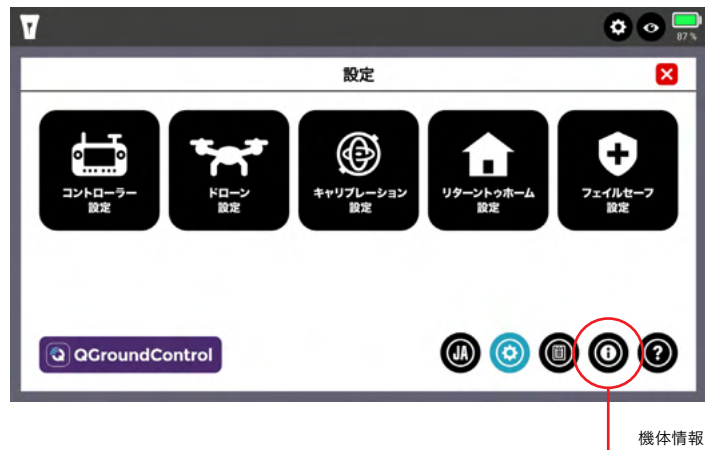 87 %
設定
コントローラー
設定
ドローン
設定
キャリブレーション
設定
リターントゥホーム
設定
フェイルセーフ
設定
QGroundControl
JA
i
?
機体情報